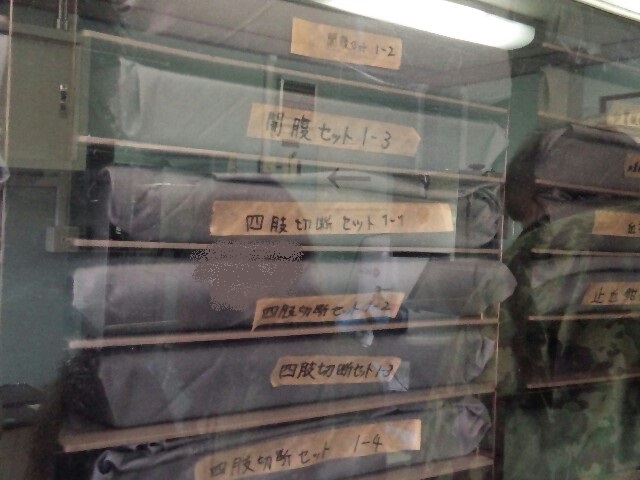 開腹セット 1-2
開腹セット 1-3
四肢切断セット 1-1
四肢切断セット 1-2
四肢切断セット 1-3
四肢切断セット 1-4
止血